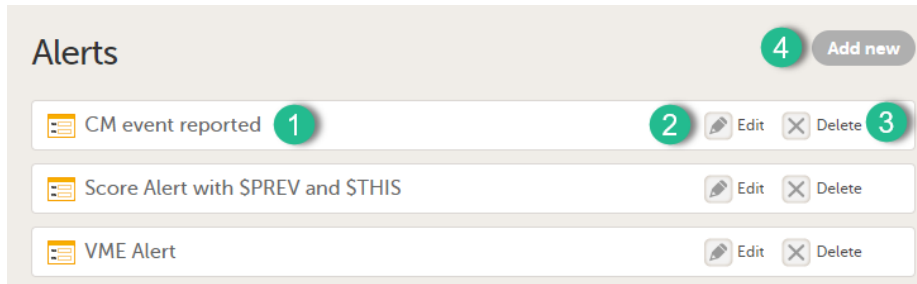 Alerts 4 Add new
CM event reported 1 2 Edit Delete 3
Score Alert with $PREV and $THIS Edit Delete
VME Alert Edit Delete